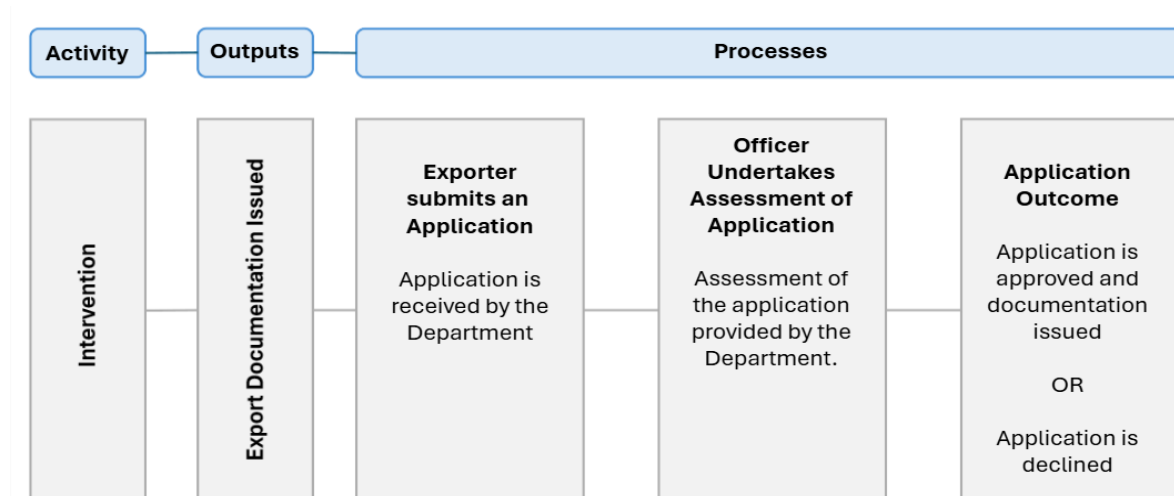 Activity
Outputs
Processes
Intervention
Export Documentation Issued
Exporter
submits an
Application
Application is
received by the
Department
Officer
Undertakes
Assessment of
Application
Assessment of
the application
provided by the
Department.
Application
Outcome
Application is
approved and
documentation
issued
OR
Application is
declined